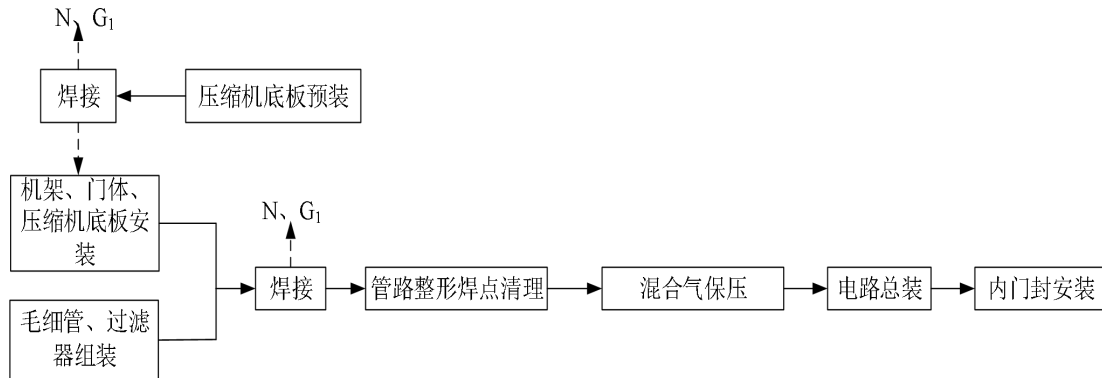 N、G₁
焊接
压缩机底板预装
机架、门体、
压缩机底板安
装
N、G₁
焊接
管路整形焊点清理
混合气保压
电路总装
内门封安装
毛细管、过滤
器组装